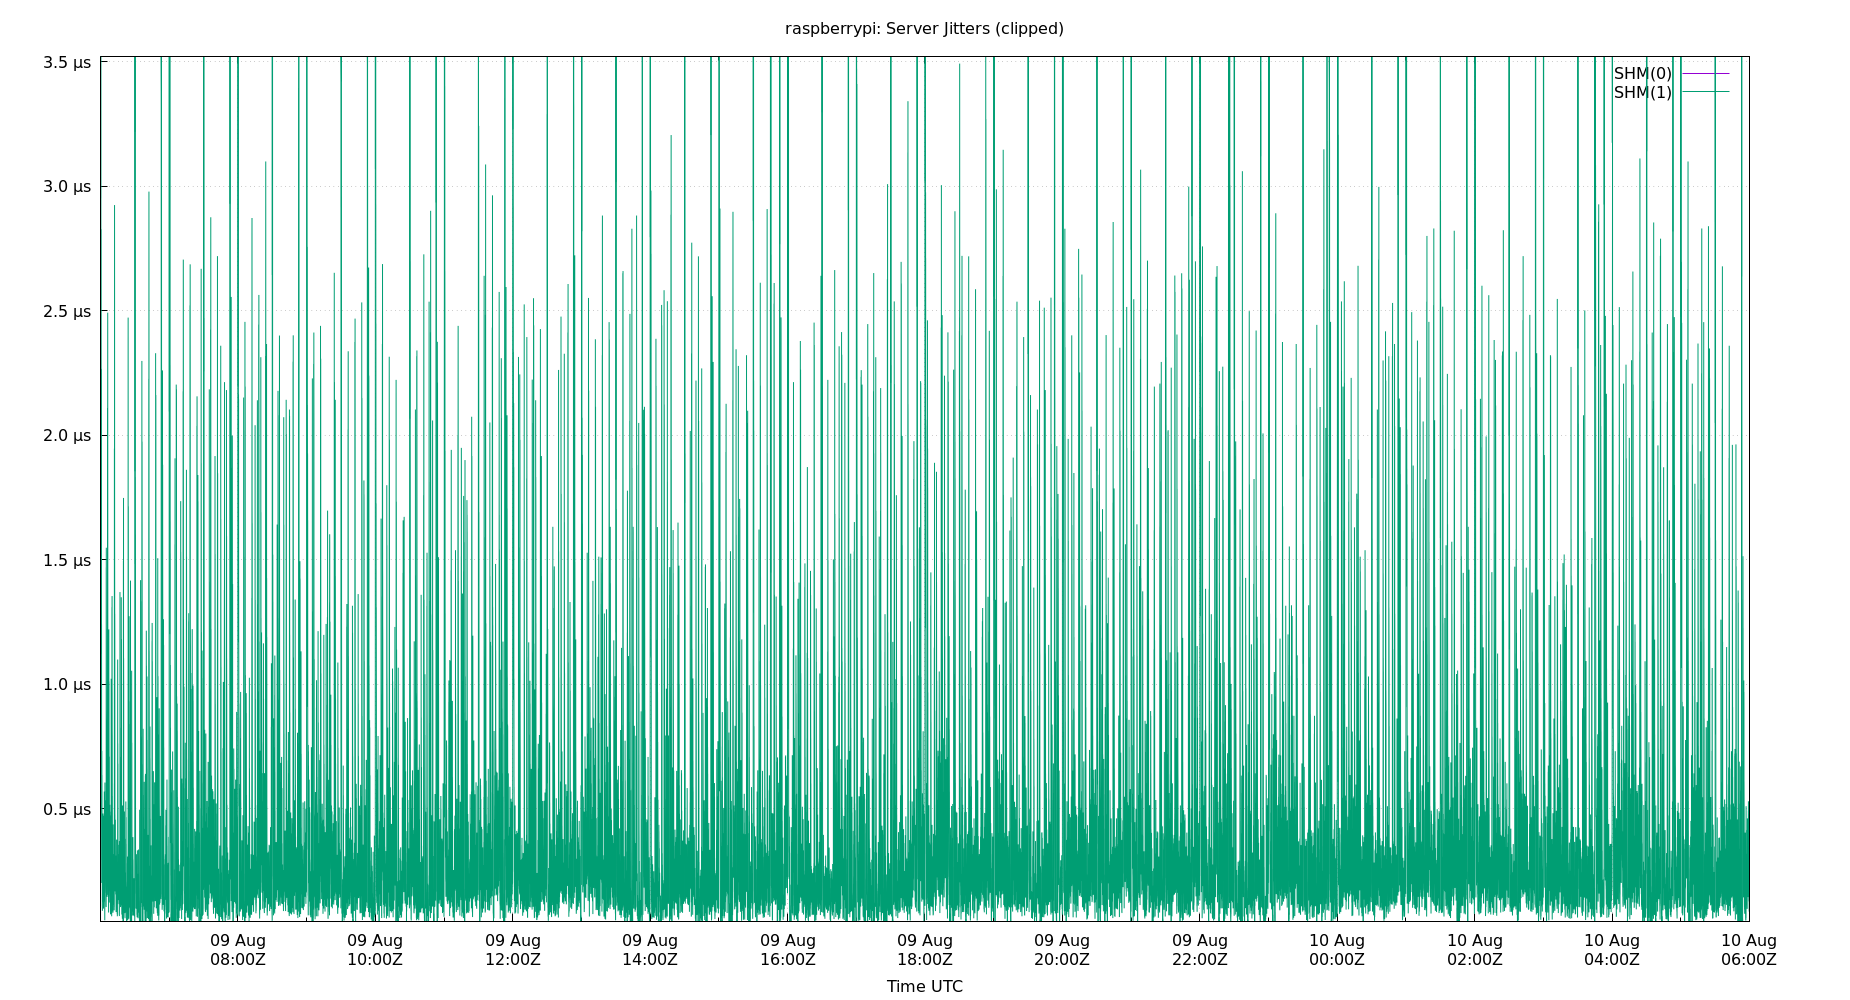 raspberrypi: Server Jitters (clipped)
3.5 µs
3.0 µs
2.5 µs
2.0 µs
1.5 µs
1.0 µs
0.5 µs
SHM(0)
SHM(1)
09 Aug 09 Aug 09 Aug 09 Aug 09 Aug 09 Aug 09 Aug 09 Aug 10 Aug 10 Aug 10 Aug 10 Aug
08:00Z 10:00Z 12:00Z 14:00Z 16:00Z 18:00Z 20:00Z 22:00Z 00:00Z 02:00Z 04:00Z 06:00Z
Time UTC